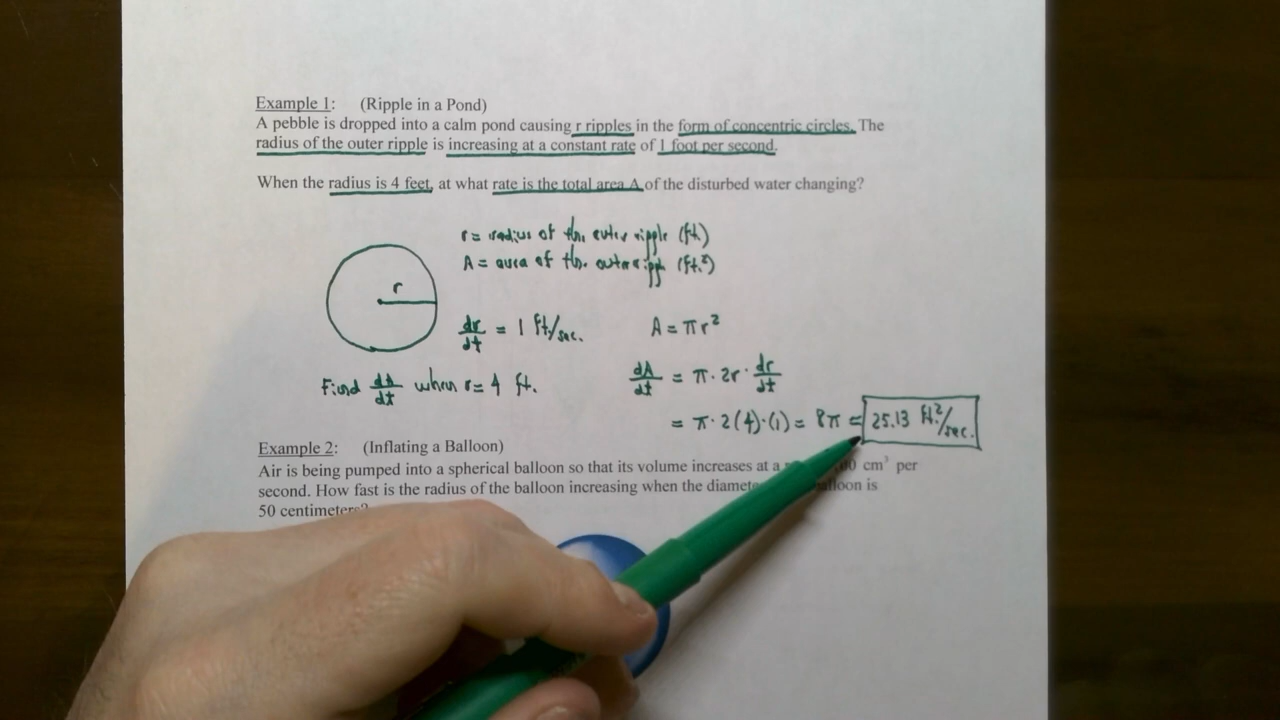 Example 1: (Ripple in a Pond)
A pebble is dropped into a calm pond causing r ripples in the form of concentric circles. The
radius of the outer ripple is increasing at a constant rate of 1 foot per second.
When the radius is 4 feet, at what rate is the total area A of the disturbed water changing?
r = radius of the outer ripple (ft.)
A = area of the outer ripple (ft.²)
r
dr/dt = 1 ft/sec.
A = πr²
Find dA/dt when r = 4 ft.
dA/dt = π · 2r · dr/dt
= π · 2(4) · (1) = 8π = 25.13 ft²/sec.
Example 2: (Inflating a Balloon)
Air is being pumped into a spherical balloon so that its volume increases at a cm³ per
second. How fast is the radius of the balloon increasing when the is
50 centimeters?